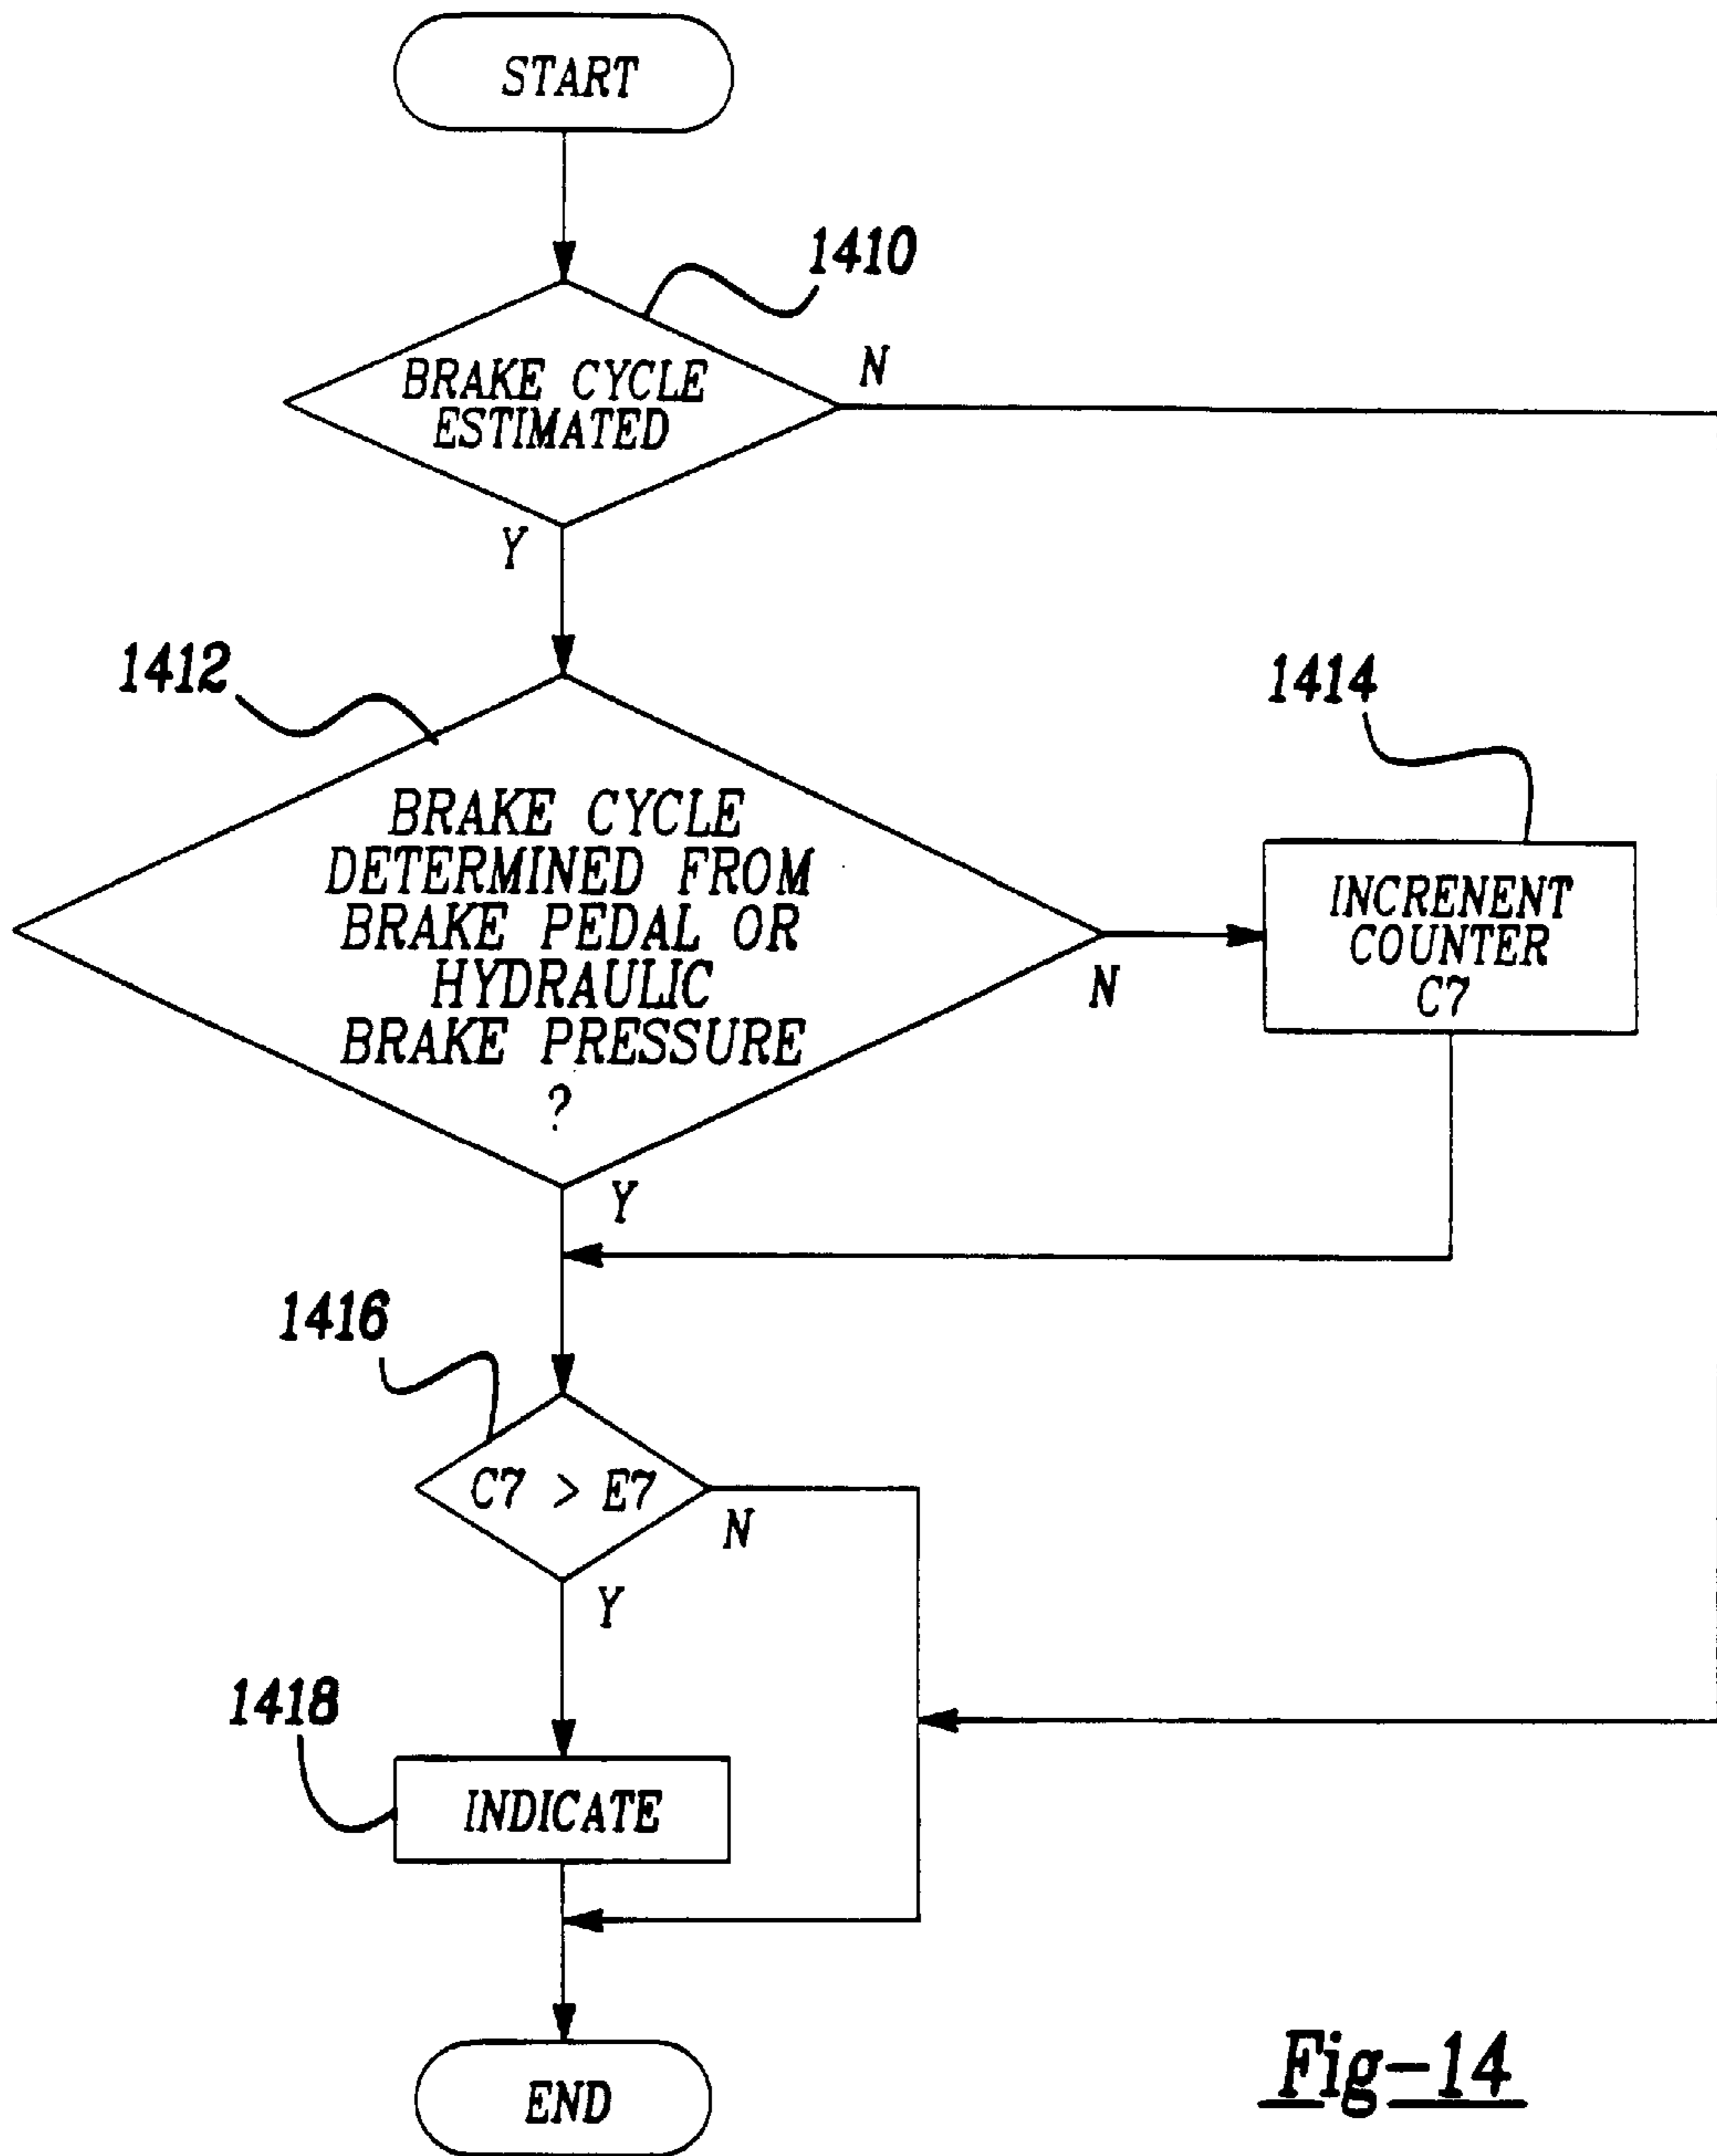 START
1410
BRAKE CYCLE
ESTIMATED
N
Y
1412
BRAKE CYCLE
DETERMINED FROM
BRAKE PEDAL OR
HYDRAULIC
BRAKE PRESSURE
?
N
1414
INCRENENT
COUNTER
C7
Y
1416
C7 > E7
N
Y
1418
INDICATE
END
Fig-14